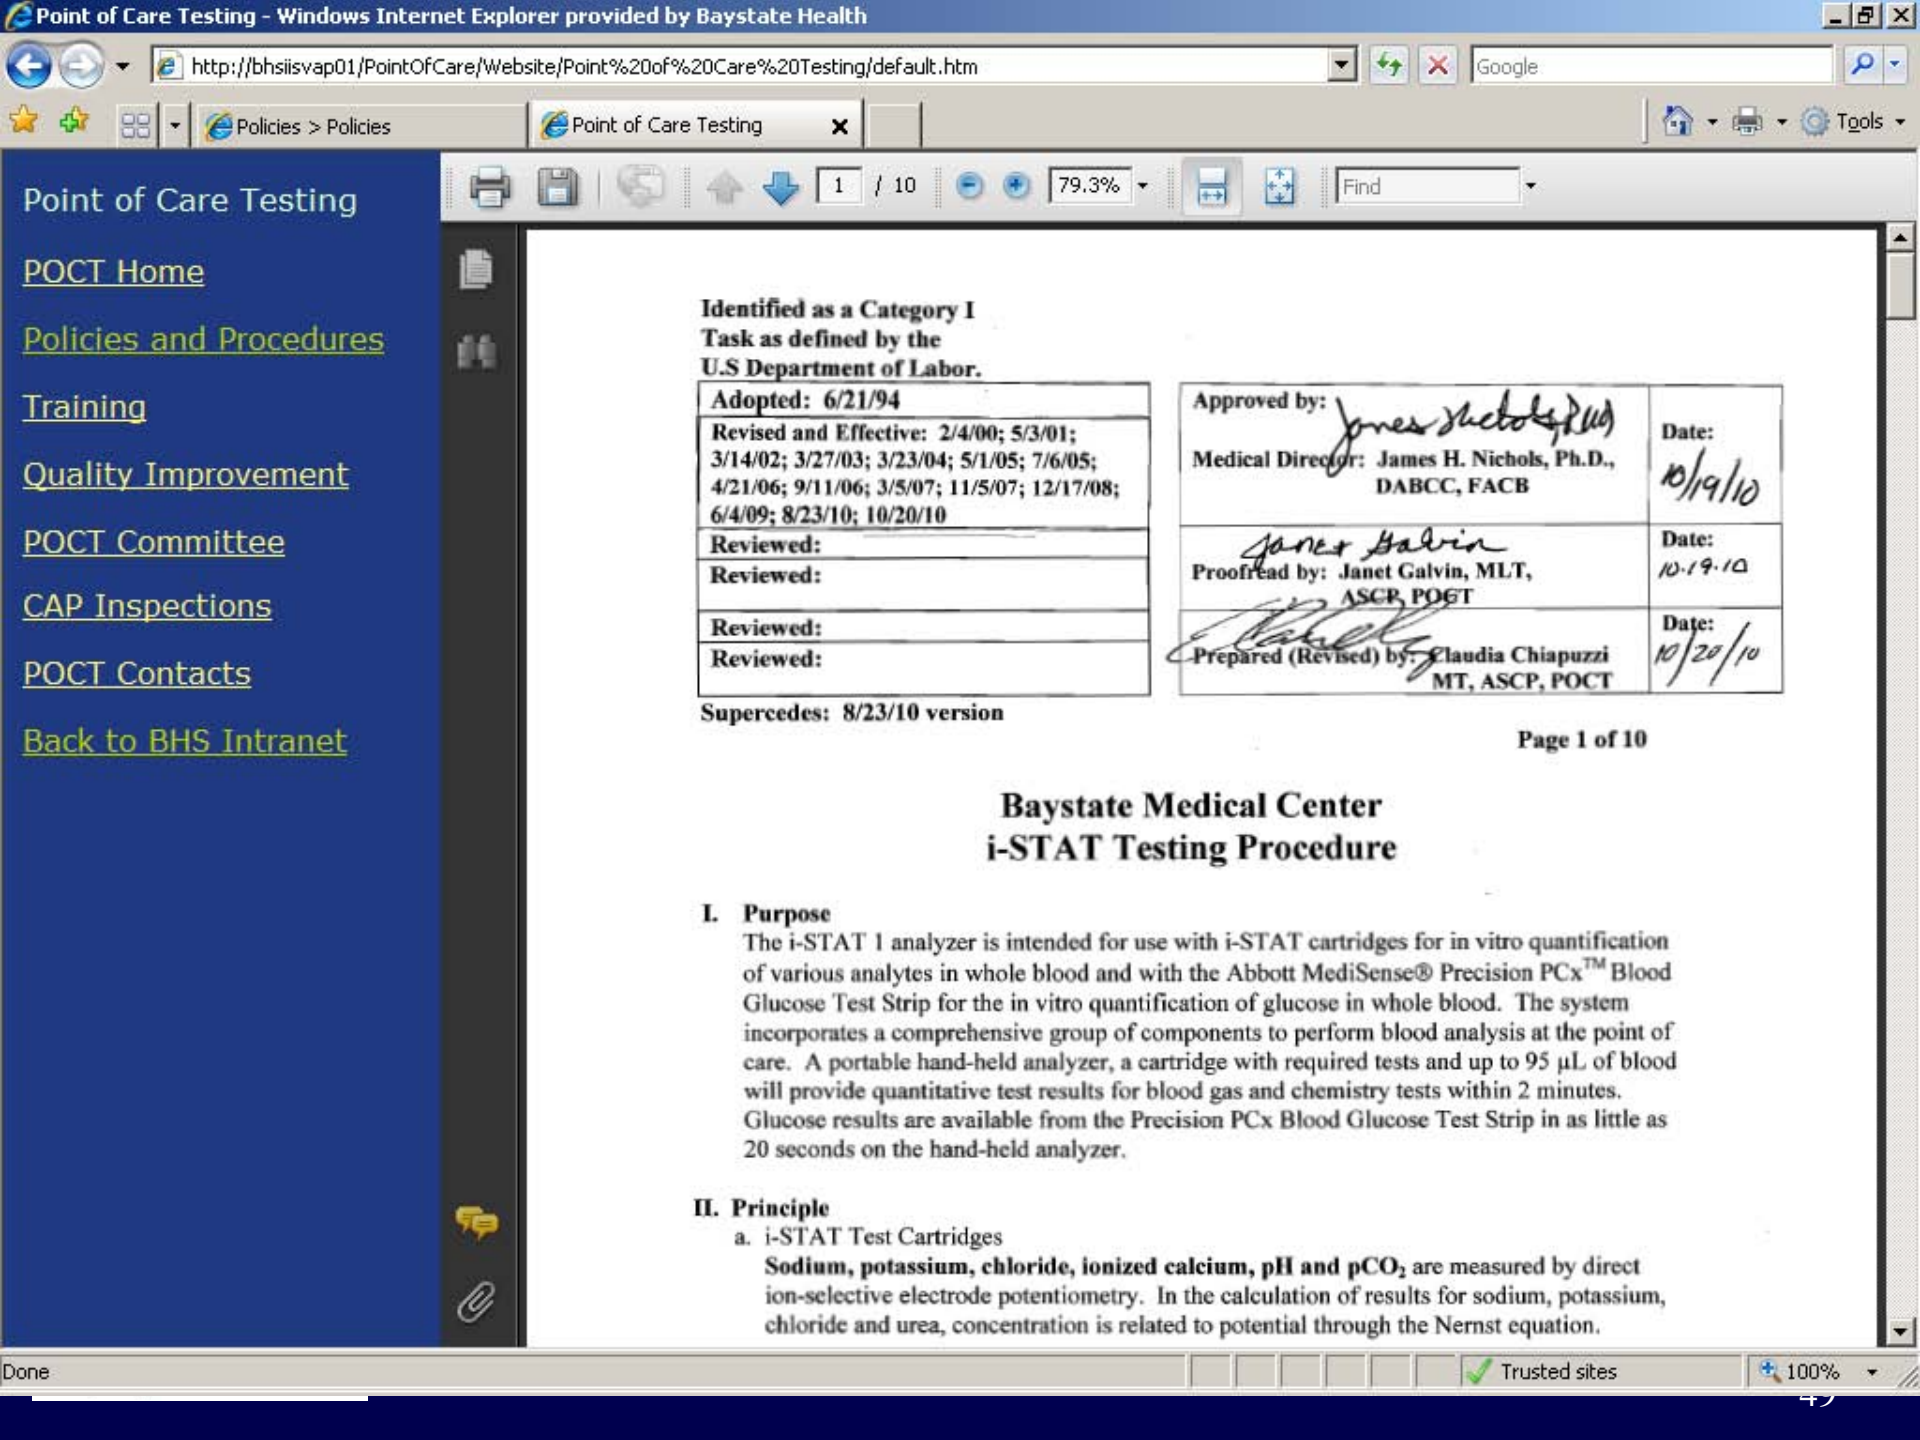 Point of Care Testing - Windows Internet Explorer provided by Baystate Health
http://bhsiisvap01/PointOfCare/Website/Point%20of%20Care%20Testing/default.htm
Google
Policies > Policies
Point of Care Testing
Tools
1 / 10
79.3%
Find
Point of Care Testing
POCT Home
Policies and Procedures
Training
Quality Improvement
POCT Committee
CAP Inspections
POCT Contacts
Back to BHS Intranet
Identified as a Category I
Task as defined by the
U.S Department of Labor.
Adopted: 6/21/94
Revised and Effective: 2/4/00; 5/3/01;
3/14/02; 3/27/03; 3/23/04; 5/1/05; 7/6/05;
4/21/06; 9/11/06; 3/5/07; 11/5/07; 12/17/08;
6/4/09; 8/23/10; 10/20/10
Reviewed:
Reviewed:
Reviewed:
Reviewed:
Supercedes: 8/23/10 version
Approved by:
Medical Director: James H. Nichols, Ph.D.,
DABCC, FACB
Date:
10/19/10
Janet Galvin
Proofread by: Janet Galvin, MLT,
ASCP, POCT
Date:
10.19.10
Prepared (Revised) by: Claudia Chiapuzzi
MT, ASCP, POCT
Date:
10/20/10
Page 1 of 10
Baystate Medical Center
i-STAT Testing Procedure
I. Purpose
The i-STAT 1 analyzer is intended for use with i-STAT cartridges for in vitro quantification
of various analytes in whole blood and with the Abbott MediSense® Precision PCx™ Blood
Glucose Test Strip for the in vitro quantification of glucose in whole blood. The system
incorporates a comprehensive group of components to perform blood analysis at the point of
care. A portable hand-held analyzer, a cartridge with required tests and up to 95 µL of blood
will provide quantitative test results for blood gas and chemistry tests within 2 minutes.
Glucose results are available from the Precision PCx Blood Glucose Test Strip in as little as
20 seconds on the hand-held analyzer.
II. Principle
a. i-STAT Test Cartridges
Sodium, potassium, chloride, ionized calcium, pH and pCO₂ are measured by direct
ion-selective electrode potentiometry. In the calculation of results for sodium, potassium,
chloride and urea, concentration is related to potential through the Nernst equation.
Done
Trusted sites
100%
49